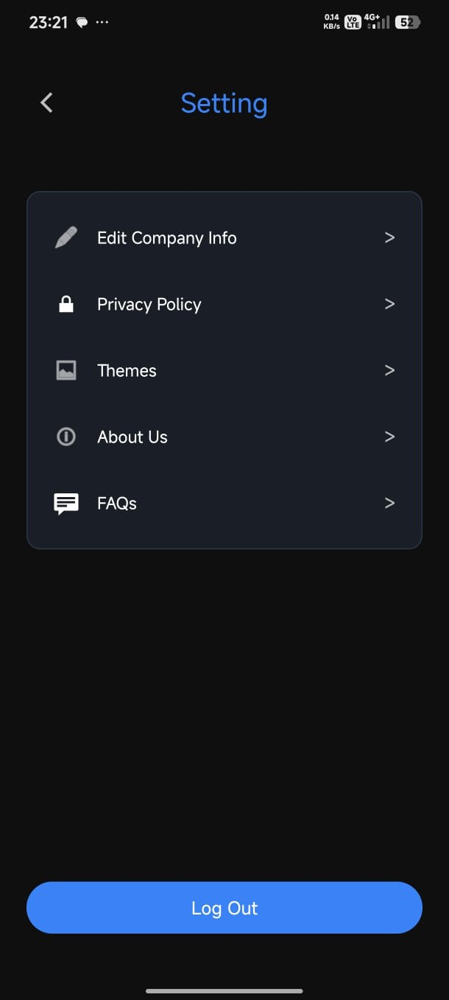 23:21 ...
0.14 KB/s Vo LTE 4G+ 52
Setting
Edit Company Info >
Privacy Policy >
Themes >
About Us >
FAQs >
Log Out